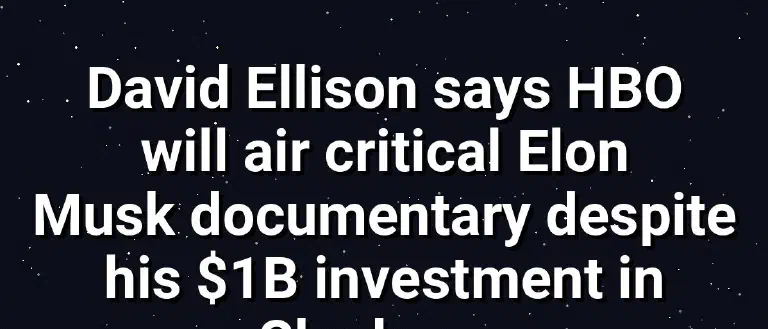 David Ellison says HBO
will air critical Elon
Musk documentary despite
his $1B investment in